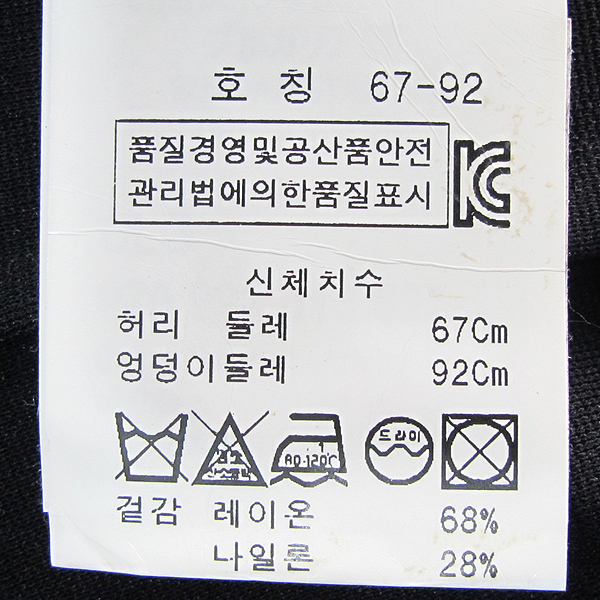 호 칭 67-92
품질경영및공산품안전
관리법에의한품질표시
신체치수
허리 둘레 67Cm
엉덩이둘레 92Cm
드라이
겉감 레이온 68%
나일론 28%